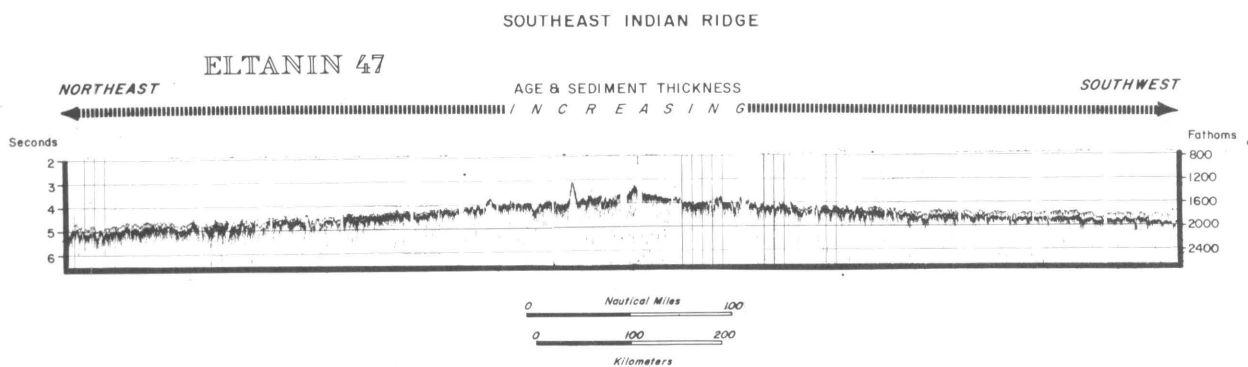 SOUTHEAST INDIAN RIDGE
ELTANIN 47
NORTHEAST
AGE & SEDIMENT THICKNESS
SOUTHWEST
INCREASING
Seconds
Fathoms
2
3
4
5
6
800
1200
1600
2000
2400
0 Nautical Miles 100
0 100 200
Kilometers